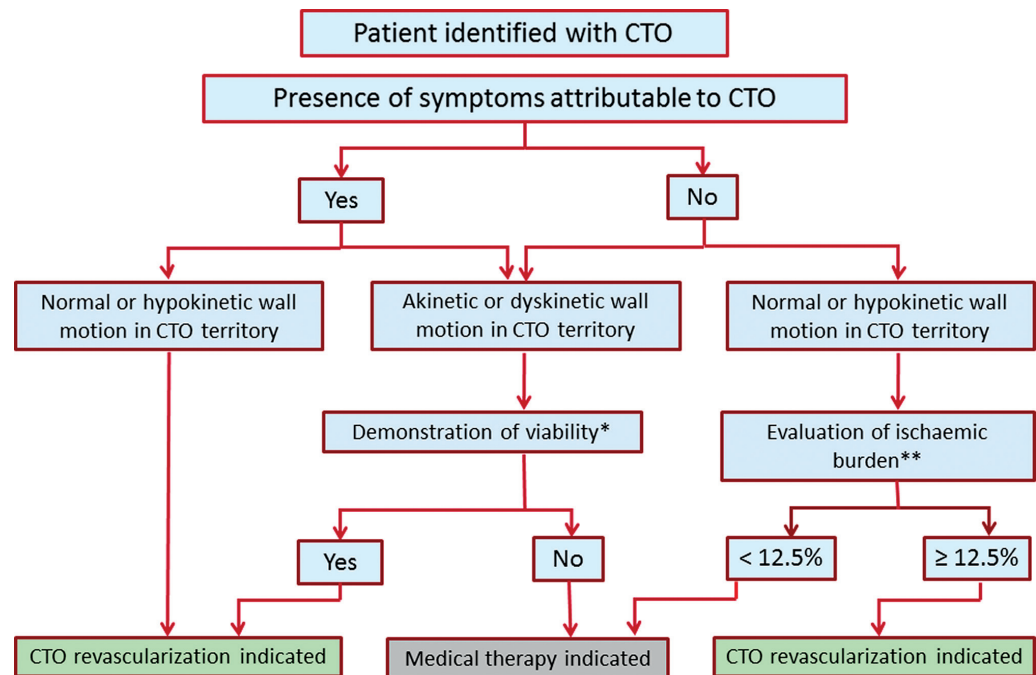 Patient identified with CTO
Presence of symptoms attributable to CTO
Yes
No
Normal or hypokinetic wall
motion in CTO territory
Akinetic or dyskinetic wall
motion in CTO territory
Normal or hypokinetic wall
motion in CTO territory
Demonstration of viability*
Evaluation of ischaemic
burden**
Yes
No
< 12.5%
≥ 12.5%
CTO revascularization indicated
Medical therapy indicated
CTO revascularization indicated